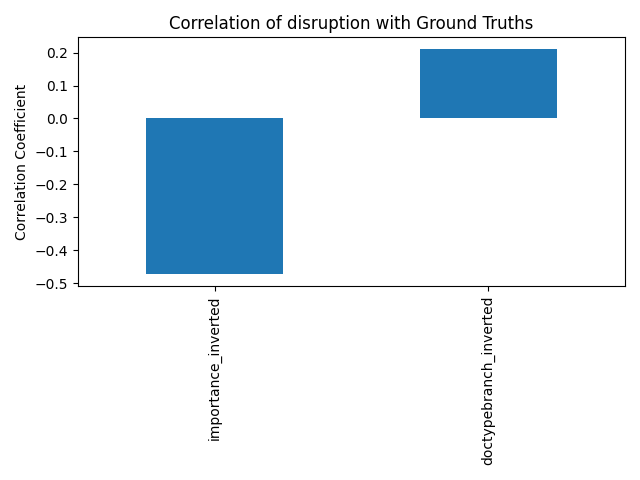 Correlation of disruption with Ground Truths
Correlation Coefficient
0.2
0.1
0.0
−0.1
−0.2
−0.3
−0.4
−0.5
importance_inverted
doctypebranch_inverted